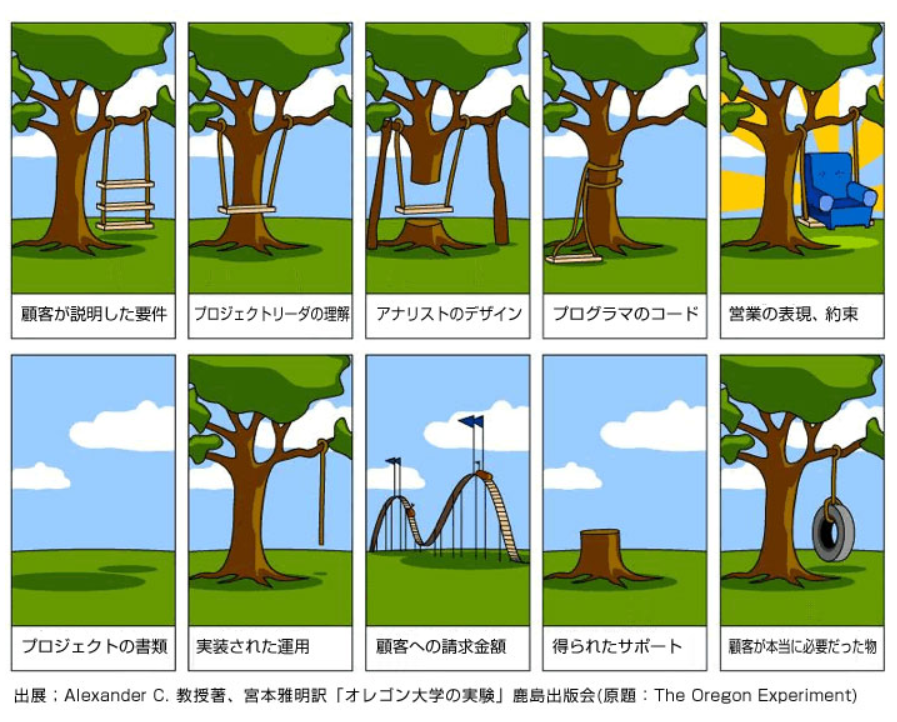 顧客が説明した要件
プロジェクトリーダの理解
アナリストのデザイン
プログラマのコード
営業の表現、約束
プロジェクトの書類
実装された運用
顧客への請求金額
得られたサポート
顧客が本当に必要だった物
出展；Alexander C. 教授著、宮本雅明訳「オレゴン大学の実験」鹿島出版会(原題：The Oregon Experiment)